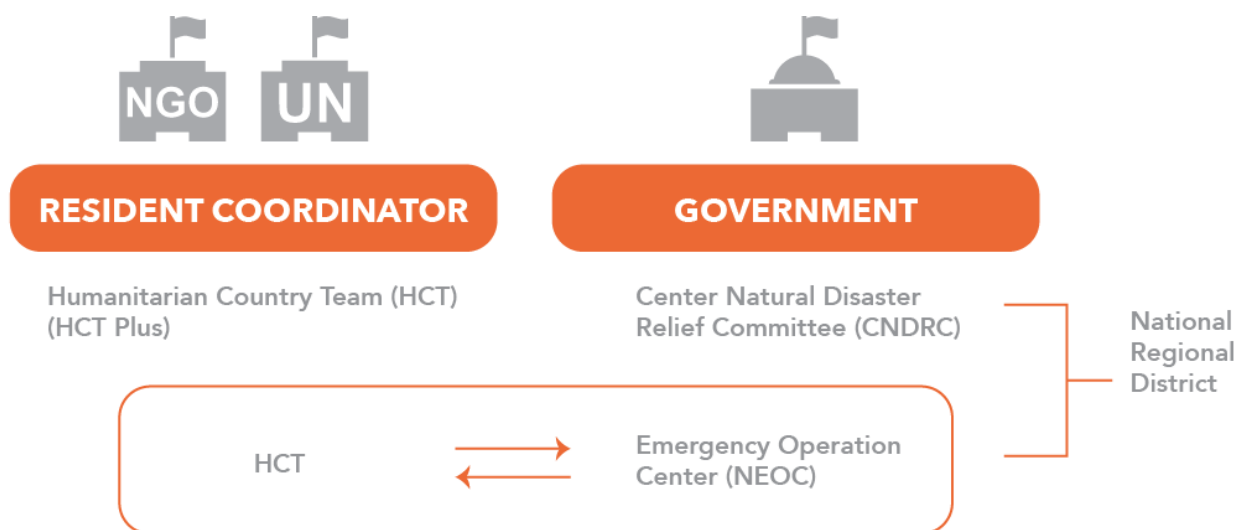 NGO
UN
RESIDENT COORDINATOR
GOVERNMENT
Humanitarian Country Team (HCT)
(HCT Plus)
Center Natural Disaster
Relief Committee (CNDRC)
National
Regional
District
HCT
Emergency Operation
Center (NEOC)